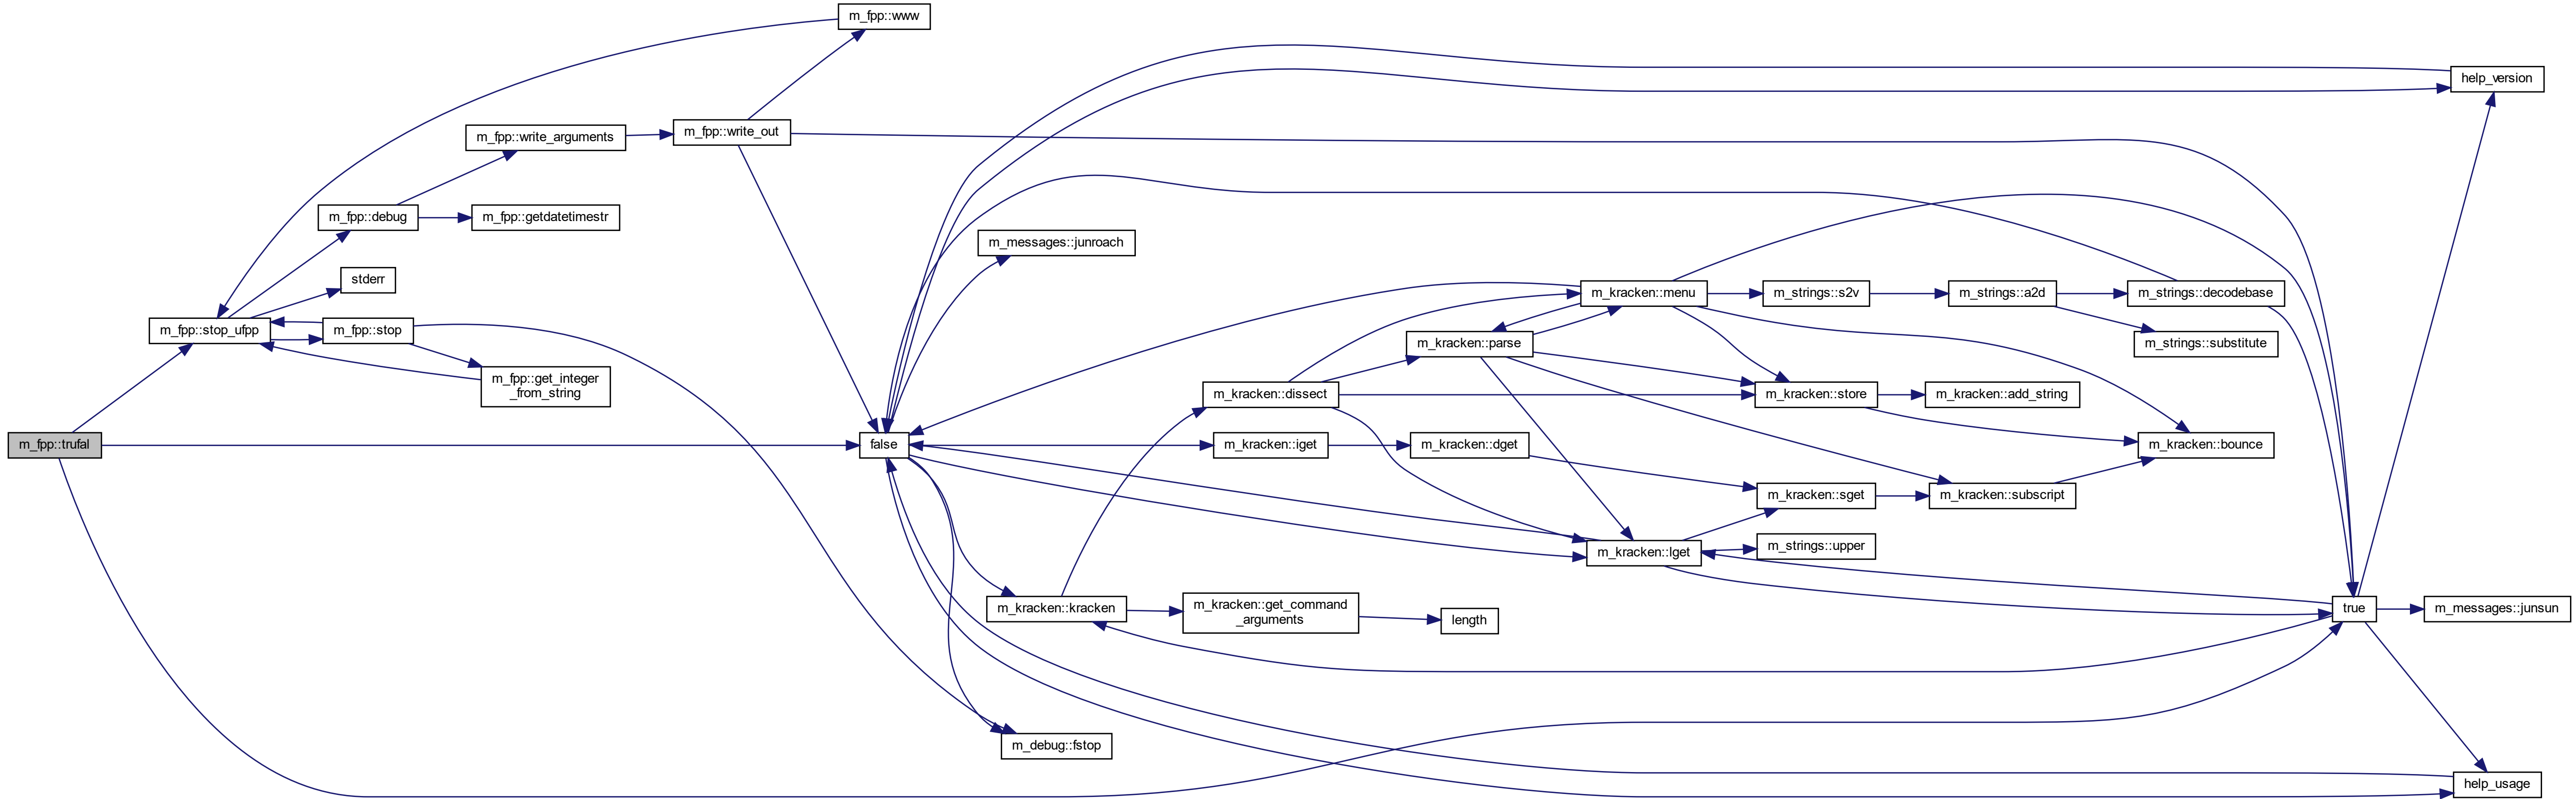 m_fpp::www
help_version
m_fpp::write_out
m_fpp::write_arguments
m_fpp::debug
m_fpp::getdatetimestr
m_messages::junroach
stderr
m_kracken::menu
m_strings::s2v
m_strings::a2d
m_strings::decodebase
m_fpp::stop_ufpp
m_fpp::stop
m_kracken::parse
m_strings::substitute
m_fpp::get_integer
_from_string
m_kracken::dissect
m_kracken::store
m_kracken::add_string
m_fpp::trufal
false
m_kracken::iget
m_kracken::dget
m_kracken::bounce
m_kracken::sget
m_kracken::subscript
m_kracken::lget
m_strings::upper
m_kracken::kracken
m_kracken::get_command
_arguments
length
true
m_messages::junsun
m_debug::fstop
help_usage